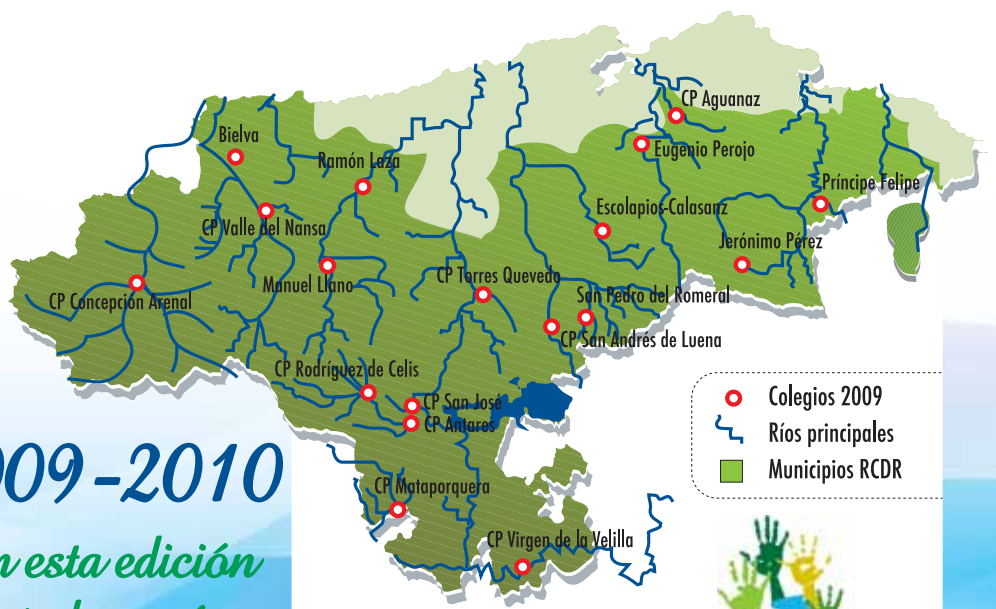 CP Aguanaz
Bielva
Eugenio Perojo
Ramón Laza
Príncipe Felipe
Escolapios-Calasanz
CP Valle del Nansa
Jerónimo Pérez
CP Torres Quevedo
Manuel Llano
CP Concepción Arenal
San Pedro del Romeral
CP San Andrés de Luena
CP Rodríguez de Celis
CP San José
CP Antares
CP Mataporquera
CP Virgen de la Velilla
Colegios 2009
Ríos principales
Municipios RCDR
09-2010
esta edición